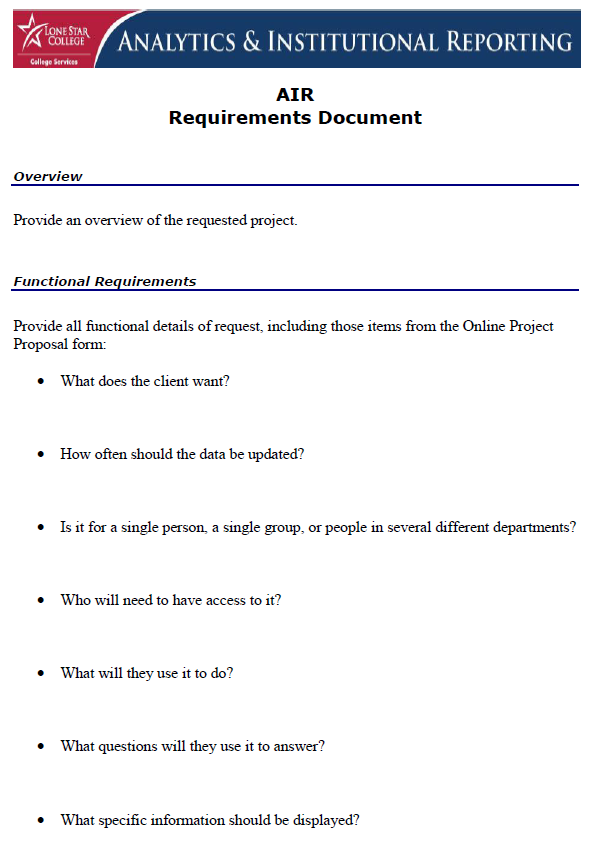 LONE STAR
COLLEGE
College Services
ANALYTICS & INSTITUTIONAL REPORTING
AIR
Requirements Document
Overview
Provide an overview of the requested project.
Functional Requirements
Provide all functional details of request, including those items from the Online Project
Proposal form:
• What does the client want?
• How often should the data be updated?
• Is it for a single person, a single group, or people in several different departments?
• Who will need to have access to it?
• What will they use it to do?
• What questions will they use it to answer?
• What specific information should be displayed?